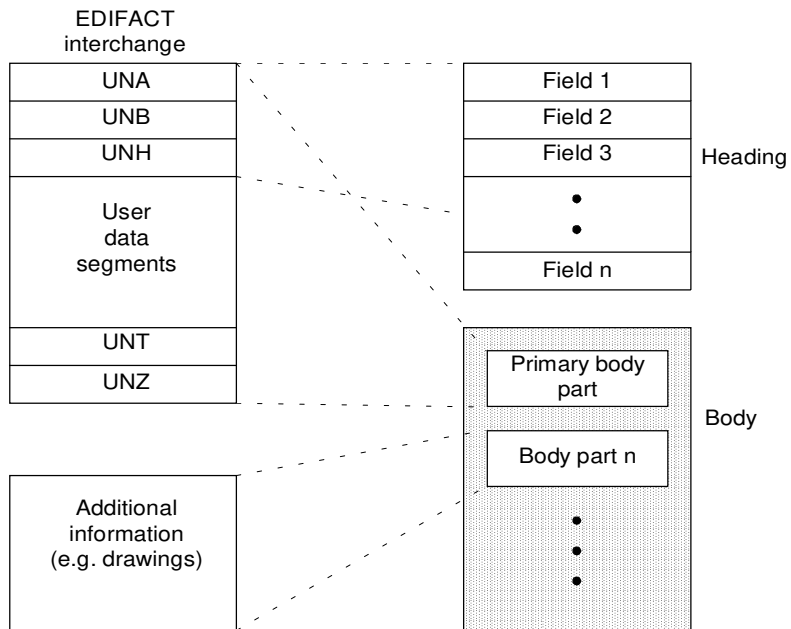 EDIFACT
interchange
UNA
UNB
UNH
User
data
segments
UNT
UNZ
Additional
information
(e.g. drawings)
Field 1
Field 2
Field 3
Field n
Heading
Primary body
part
Body part n
Body